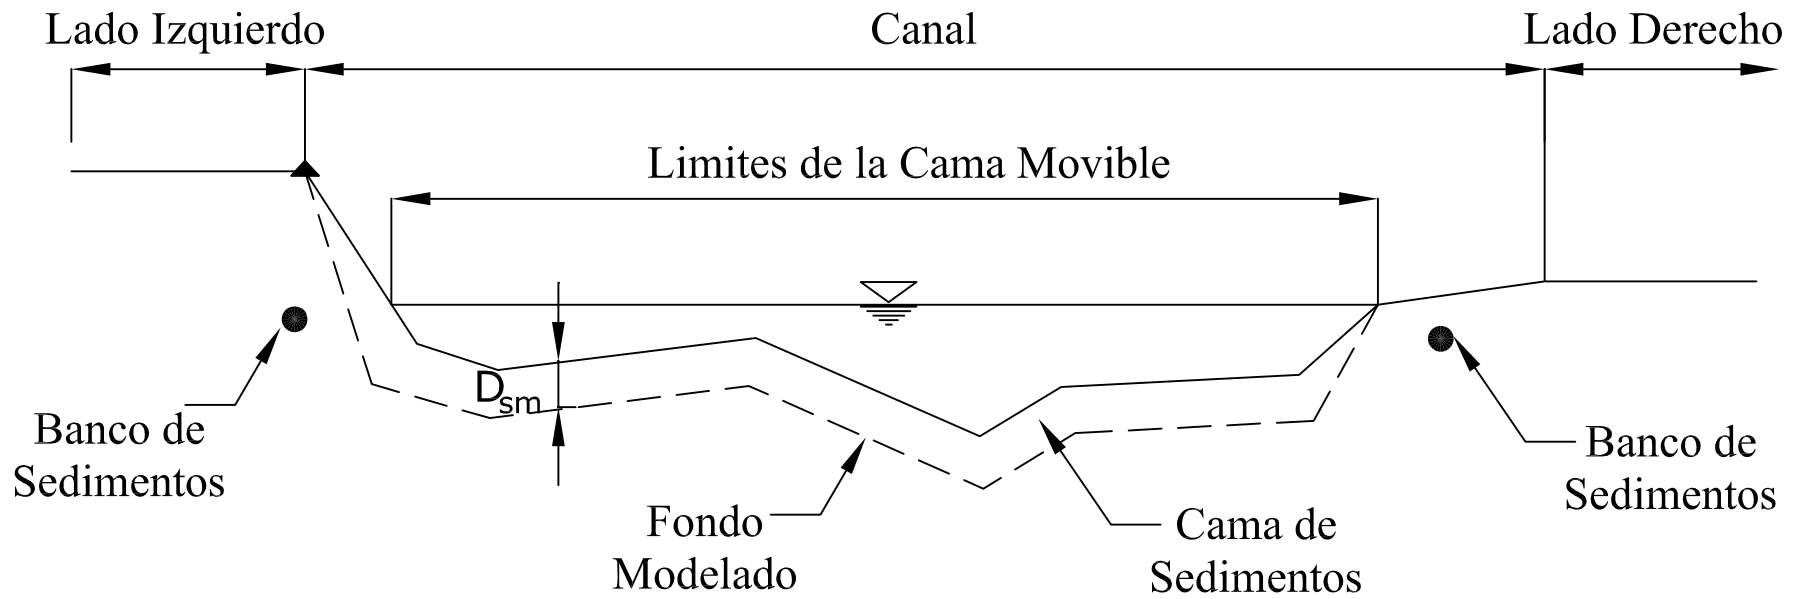 Lado Izquierdo
Canal
Lado Derecho
Limites de la Cama Movible
Dsm
Banco de
Sedimentos
Fondo
Modelado
Cama de
Sedimentos
Banco de
Sedimentos